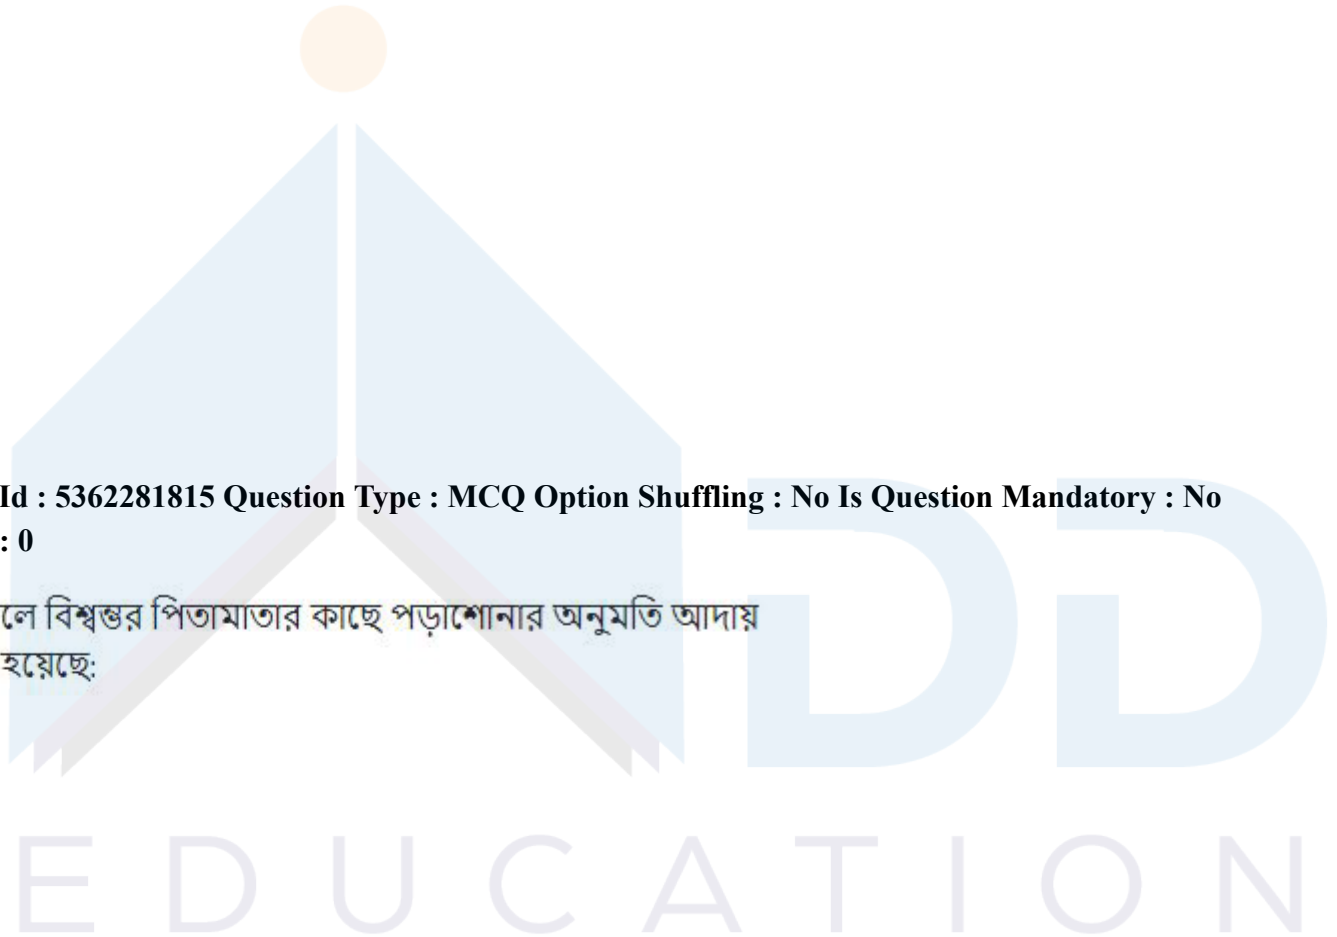 Id : 5362281815 Question Type : MCQ Option Shuffling : No Is Question Mandatory : No
: 0
লে বিশ্বম্ভর পিতামাতার কাছে পড়াশোনার অনুমতি আদায়
হয়েছে:
DD
EDUCATION